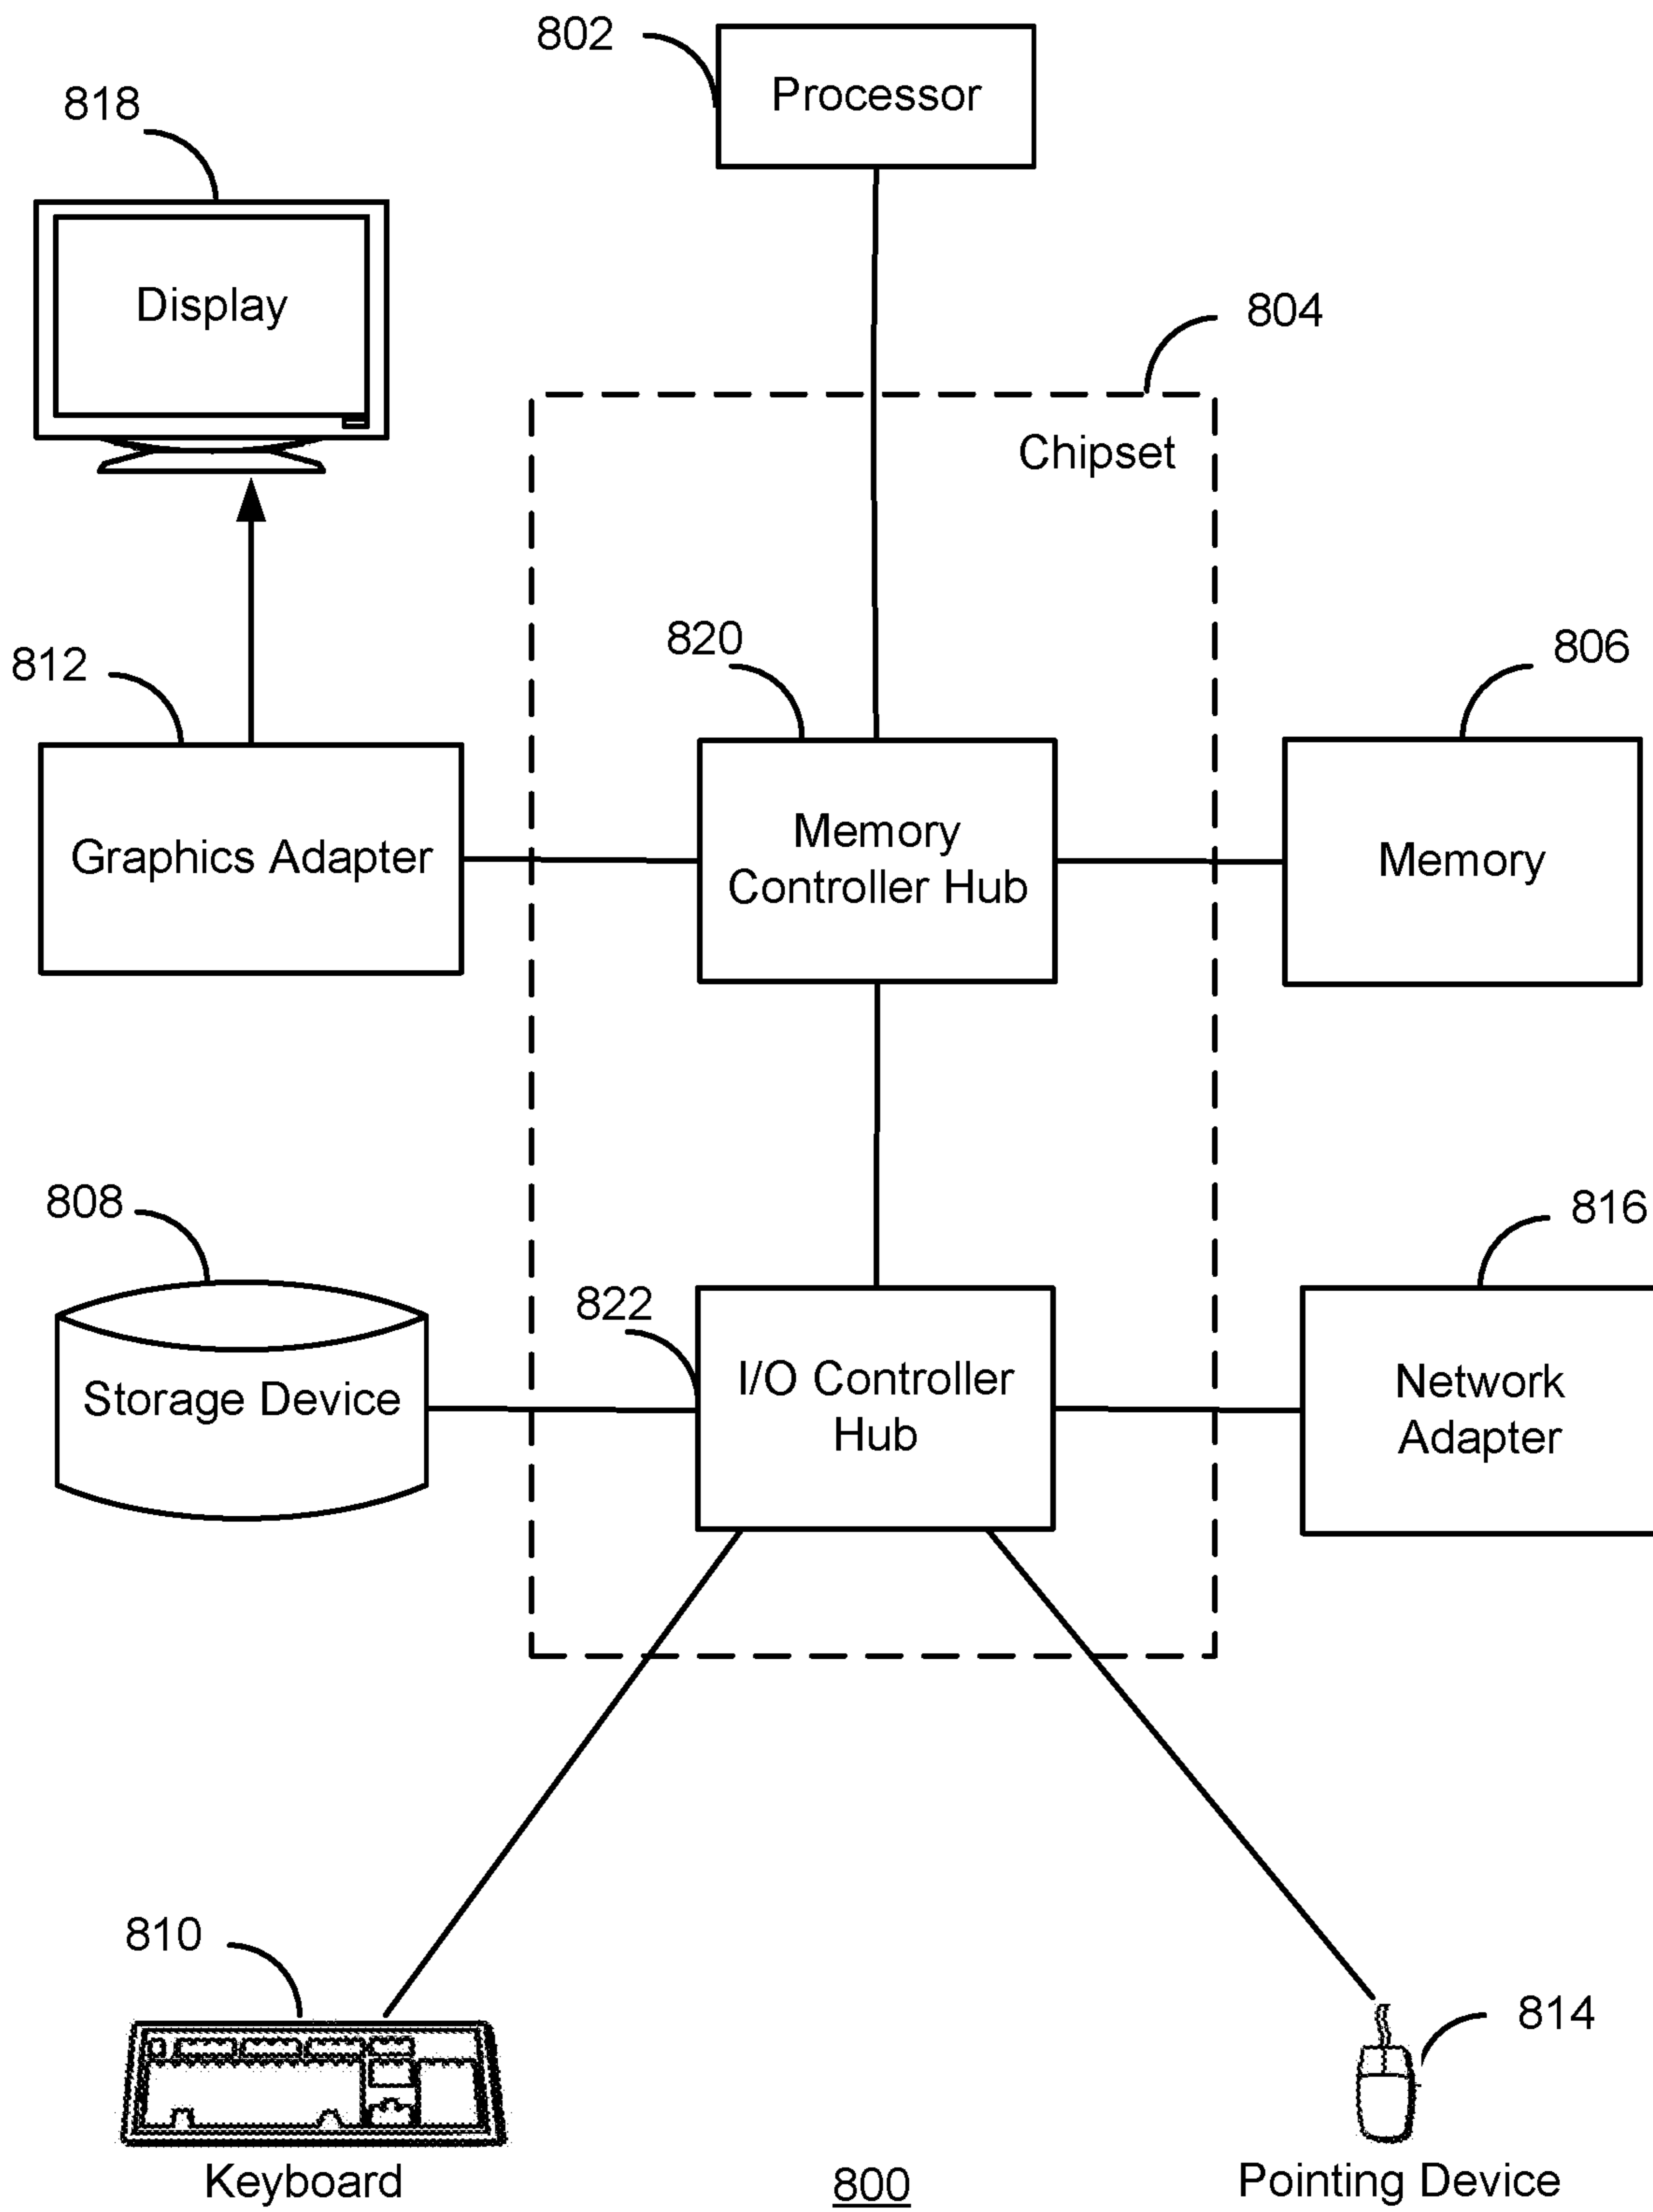 802
Processor
818
Display
804
Chipset
812
820
806
Graphics Adapter
Memory
Controller Hub
Memory
808
816
822
Storage Device
I/O Controller
Hub
Network
Adapter
810
814
Keyboard
800
Pointing Device